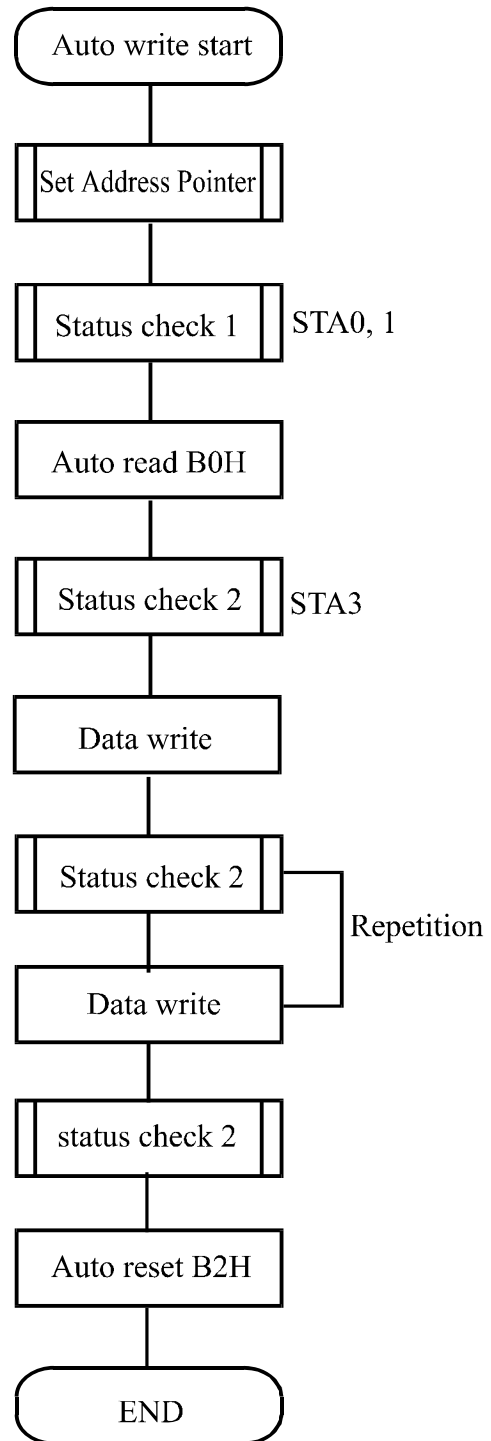 Auto write start
Set Address Pointer
Status check 1
STA0, 1
Auto read B0H
Status check 2
STA3
Data write
Status check 2
Repetition
Data write
status check 2
Auto reset B2H
END